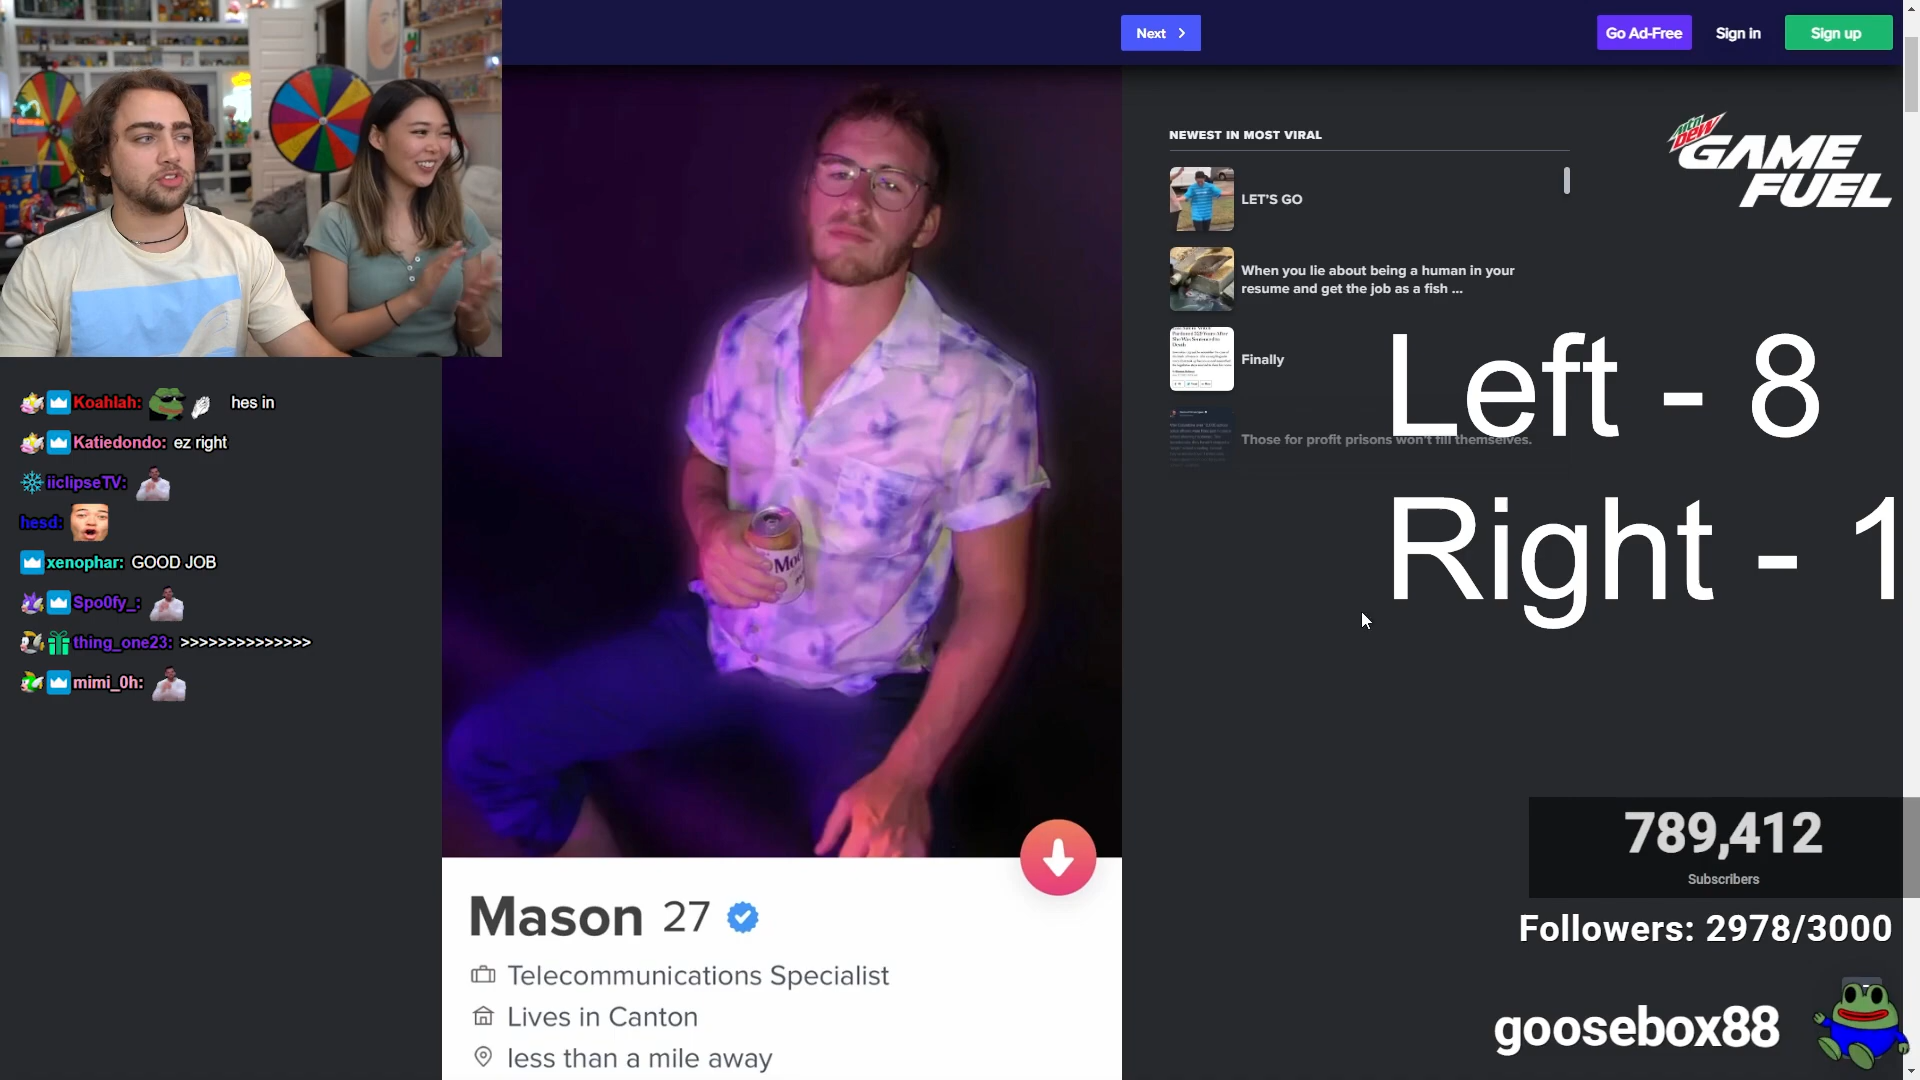 Next
Go Ad-Free
Sign in
Sign up
NEWEST IN MOST VIRAL
LET'S GO
When you lie about being a human in your
resume and get the job as a fish ...
Finally
Those for profit prisons won't fill themselves.
mtn
DEW
GAME
FUEL
Left - 8
Right - 1
Koahlah: hes in
Katiedondo: ez right
iiclipseTV:
hesd:
xenophar: GOOD JOB
Spo0fy_:
thing_one23: >>>>>>>>>>>>>>
mimi_0h:
Mason 27
Telecommunications Specialist
Lives in Canton
less than a mile away
789,412
Subscribers
Followers: 2978/3000
goosebox88